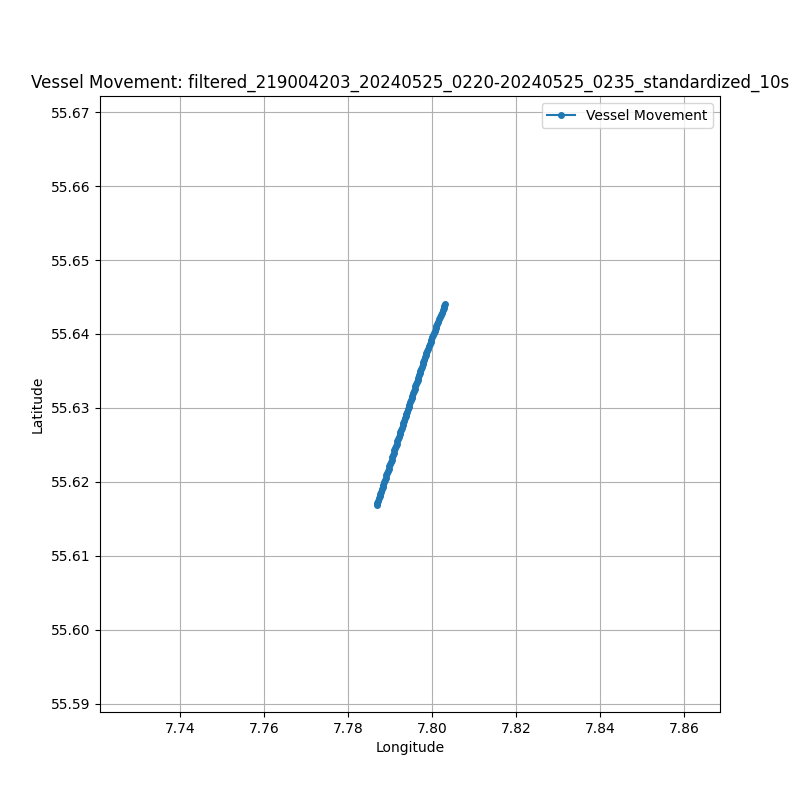 Vessel Movement: filtered_219004203_20240525_0220-20240525_0235_standardized_10s
Vessel Movement
55.67
55.66
55.65
55.64
55.63
55.62
55.61
55.60
55.59
Latitude
7.74 7.76 7.78 7.80 7.82 7.84 7.86
Longitude